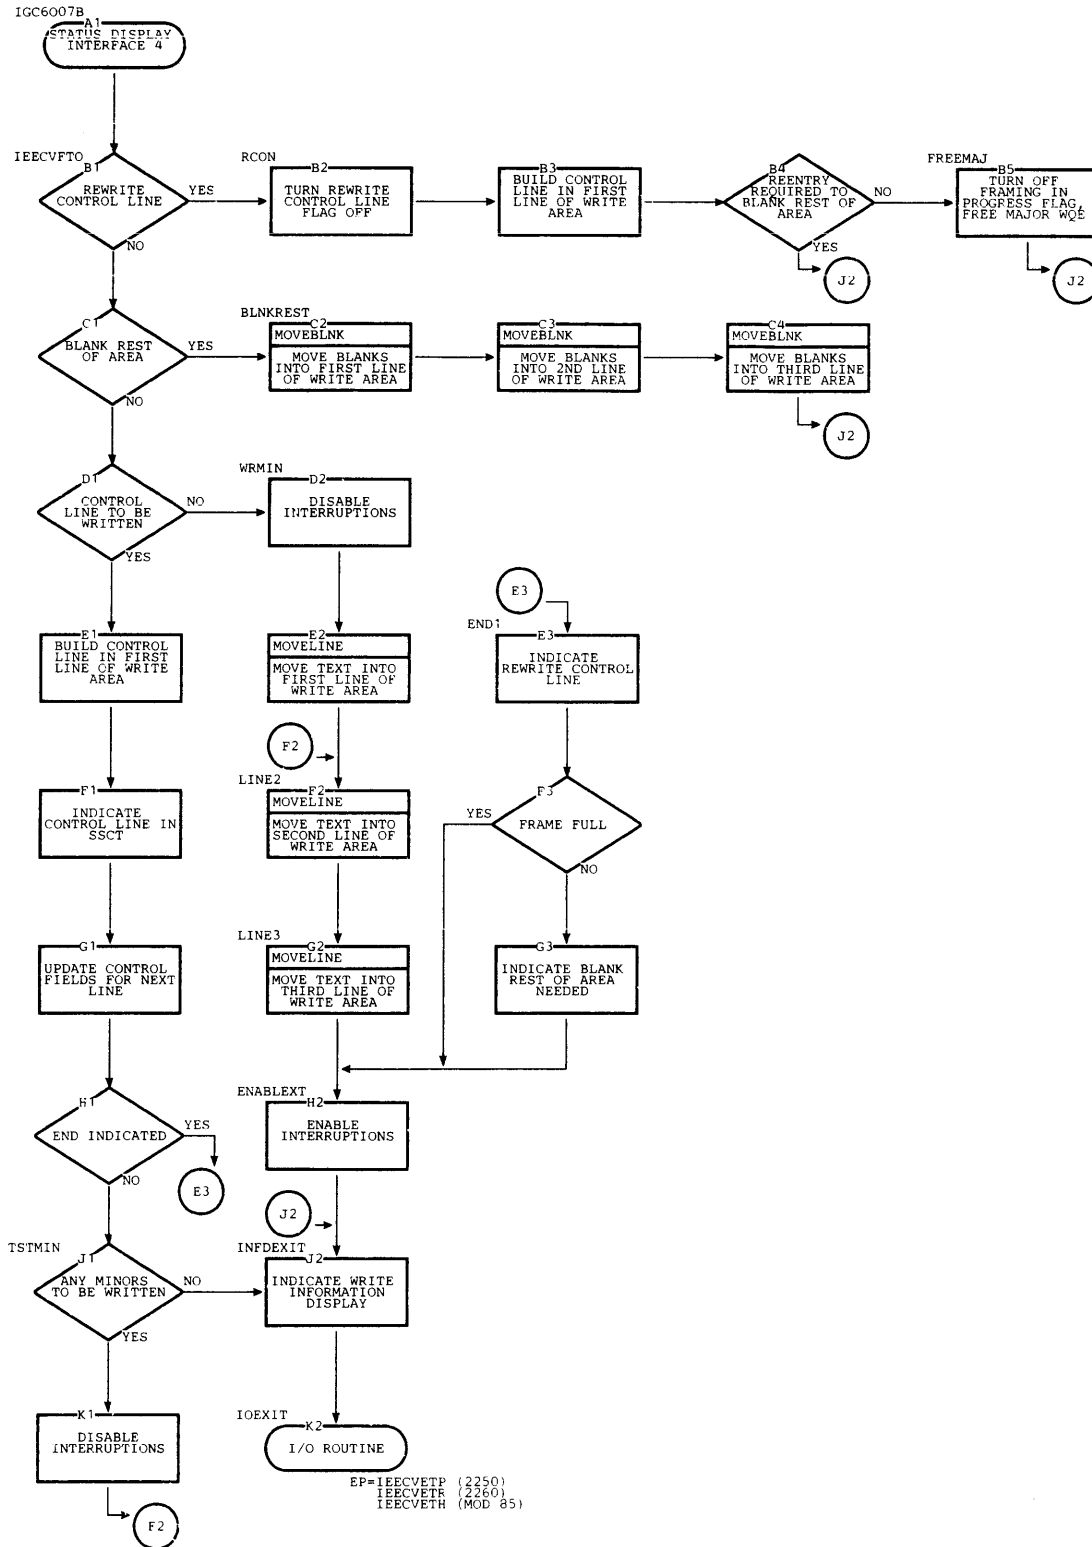 IGC6007B
A1
STATUS DISPLAY
INTERFACE 4
IEECVFTO
B1
REWRITE
CONTROL LINE
YES
NO
RCON
B2
TURN REWRITE
CONTROL LINE
FLAG OFF
B3
BUILD CONTROL
LINE IN FIRST
LINE OF WRITE
AREA
B4
REENTRY
REQUIRED TO
BLANK REST OF
AREA
NO
YES
J2
FREEMAJ
B5
TURN OFF
FRAMING IN
PROGRESS FLAG,
FREE MAJOR WQE
J2
C1
BLANK REST
OF AREA
YES
NO
BLNKREST
C2
MOVEBLNK
MOVE BLANKS
INTO FIRST LINE
OF WRITE AREA
C3
MOVEBLNK
MOVE BLANKS
INTO 2ND LINE
OF WRITE AREA
C4
MOVEBLNK
MOVE BLANKS
INTO THIRD LINE
OF WRITE AREA
J2
D1
CONTROL
LINE TO BE
WRITTEN
NO
YES
WRMIN
D2
DISABLE
INTERRUPTIONS
E3
E1
BUILD CONTROL
LINE IN FIRST
LINE OF WRITE
AREA
E2
MOVELINE
MOVE TEXT INTO
FIRST LINE OF
WRITE AREA
END1
E3
INDICATE
REWRITE CONTROL
LINE
F2
F1
INDICATE
CONTROL LINE IN
SSCT
LINE2
F2
MOVELINE
MOVE TEXT INTO
SECOND LINE OF
WRITE AREA
F3
FRAME FULL
YES
NO
G1
UPDATE CONTROL
FIELDS FOR NEXT
LINE
LINE3
G2
MOVELINE
MOVE TEXT INTO
THIRD LINE OF
WRITE AREA
G3
INDICATE BLANK
REST OF AREA
NEEDED
H1
END INDICATED
YES
NO
E3
ENABLEXT
H2
ENABLE
INTERRUPTIONS
J2
TSTMIN
J1
ANY MINORS
TO BE WRITTEN
NO
YES
INFDEXIT
J2
INDICATE WRITE
INFORMATION
DISPLAY
K1
DISABLE
INTERRUPTIONS
F2
IOEXIT
K2
I/O ROUTINE
EP=IEECVETP (2250)
IEECVETR (2260)
IEECVETH (MOD 85)